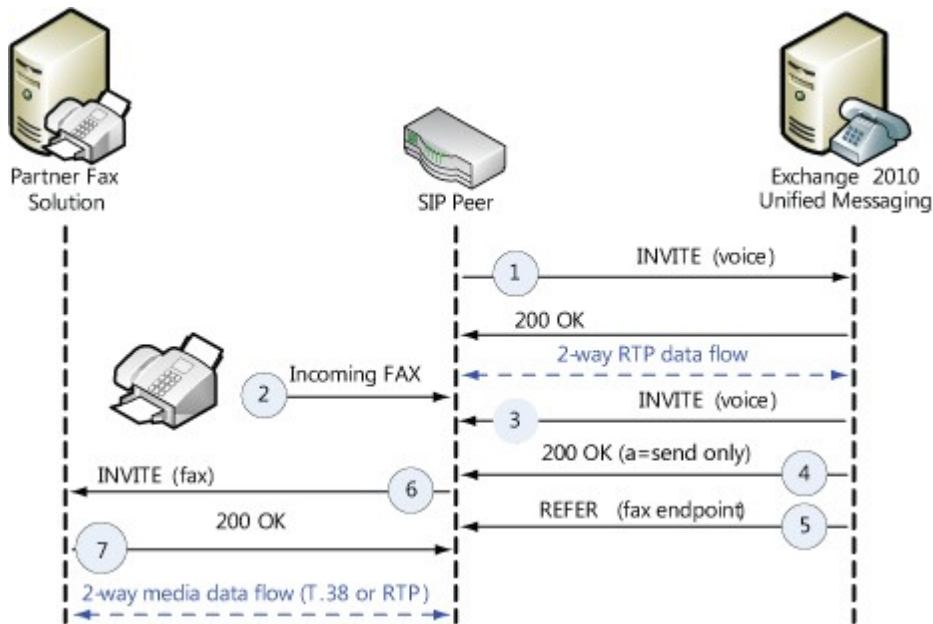 Partner Fax
Solution
SIP Peer
Exchange 2010
Unified Messaging
1
INVITE (voice)
200 OK
2-way RTP data flow
2
Incoming FAX
3
INVITE (voice)
200 OK (a=send only)
4
INVITE (fax)
6
REFER (fax endpoint)
5
200 OK
7
2-way media data flow (T.38 or RTP)